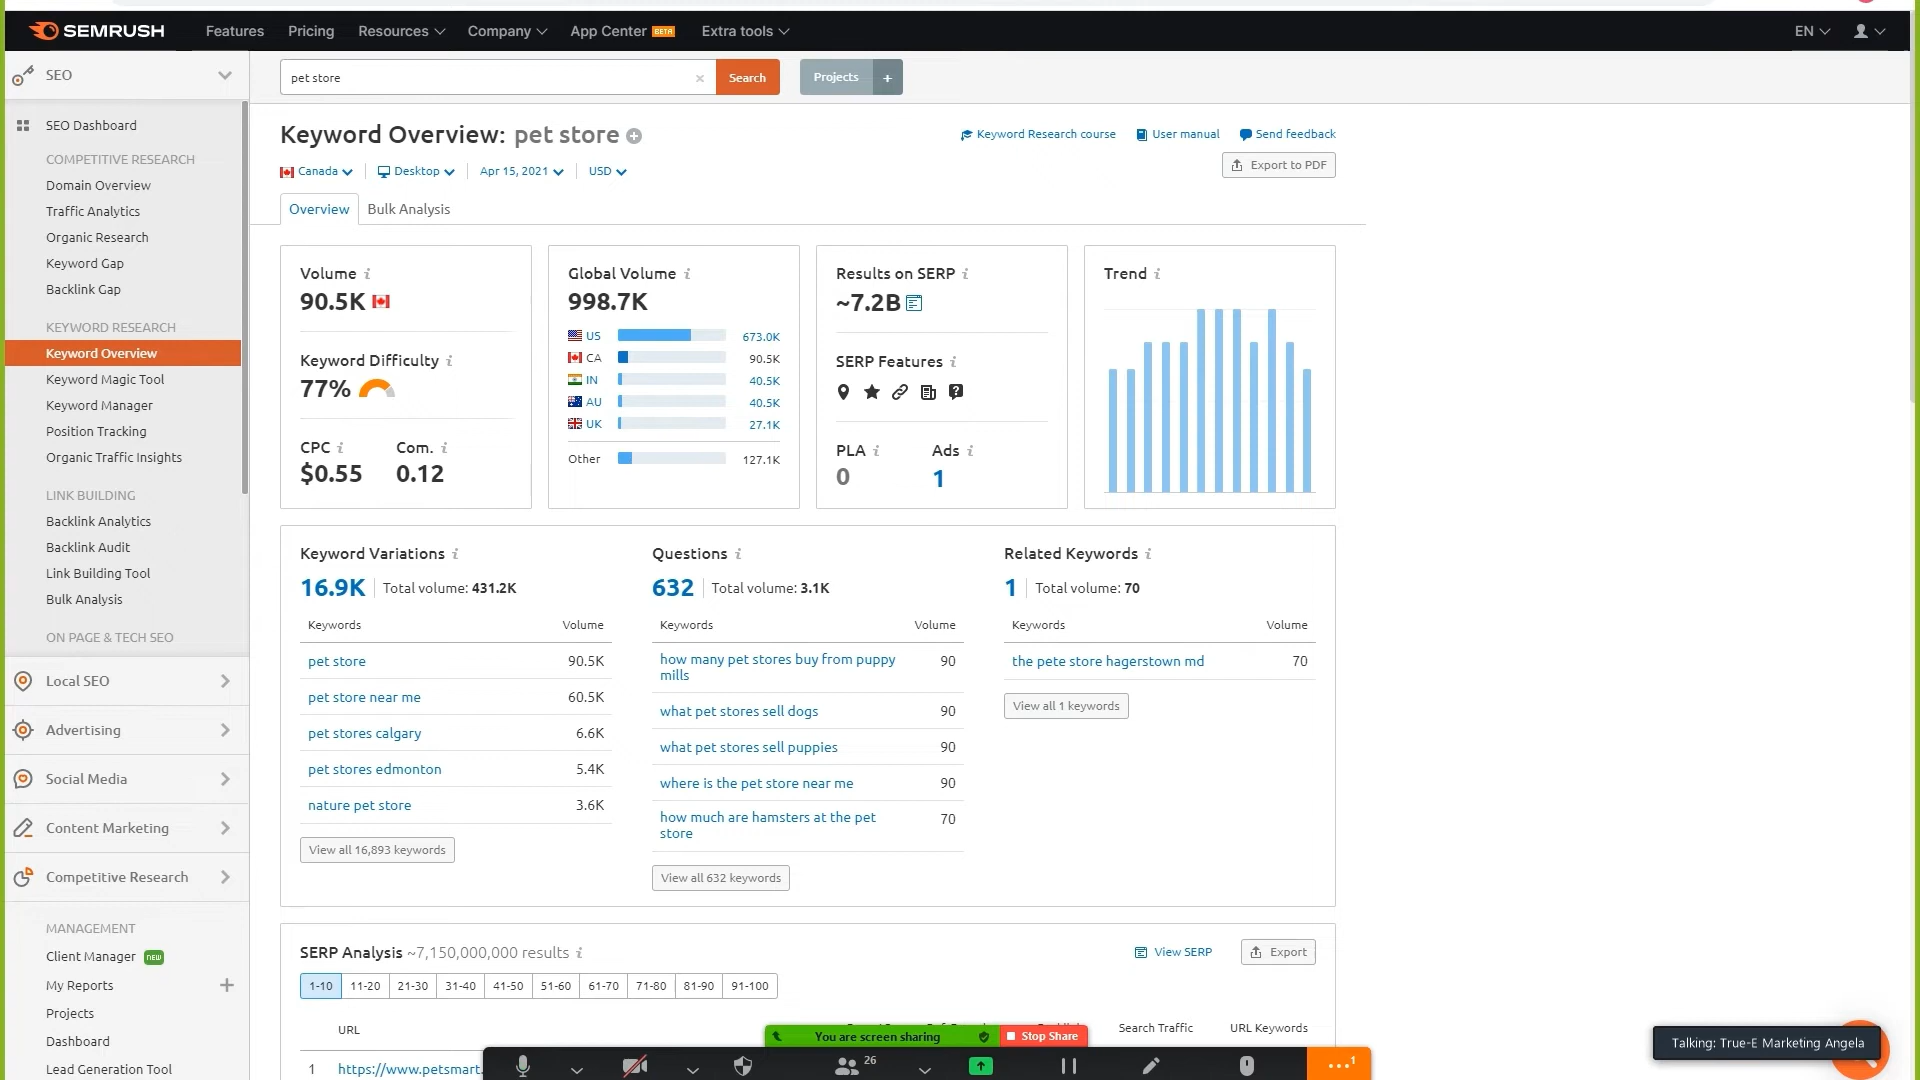 SEMRUSH Features Pricing Resources Company App Center BETA Extra tools EN
SEO
pet store × Search Projects +
SEO Dashboard
COMPETITIVE RESEARCH
Domain Overview
Traffic Analytics
Organic Research
Keyword Gap
Backlink Gap
KEYWORD RESEARCH
Keyword Overview
Keyword Magic Tool
Keyword Manager
Position Tracking
Organic Traffic Insights
LINK BUILDING
Backlink Analytics
Backlink Audit
Link Building Tool
Bulk Analysis
ON PAGE & TECH SEO
Local SEO
Advertising
Social Media
Content Marketing
Competitive Research
MANAGEMENT
Client Manager NEW
My Reports +
Projects
Dashboard
Lead Generation Tool
Keyword Overview: pet store
Keyword Research course User manual Send feedback
Export to PDF
Canada Desktop Apr 15, 2021 USD
Overview Bulk Analysis
Volume
90.5K
Keyword Difficulty
77%
CPC Com.
$0.55 0.12
Global Volume
998.7K
US 673.0K
CA 90.5K
IN 40.5K
AU 40.5K
UK 27.1K
Other 127.1K
Results on SERP
~7.2B
SERP Features
PLA Ads
0 1
Trend
Keyword Variations
16.9K Total volume: 431.2K
Keywords Volume
pet store 90.5K
pet store near me 60.5K
pet stores calgary 6.6K
pet stores edmonton 5.4K
nature pet store 3.6K
View all 16,893 keywords
Questions
632 Total volume: 3.1K
Keywords Volume
how many pet stores buy from puppy 90
mills
what pet stores sell dogs 90
what pet stores sell puppies 90
where is the pet store near me 90
how much are hamsters at the pet 70
store
View all 632 keywords
Related Keywords
1 Total volume: 70
Keywords Volume
the pete store hagerstown md 70
View all 1 keywords
SERP Analysis ~7,150,000,000 results
View SERP Export
1-10 11-20 21-30 31-40 41-50 51-60 61-70 71-80 81-90 91-100
URL Search Traffic URL Keywords
1 https://www.petsmart.
You are screen sharing Stop Share
26
1
Talking: True-E Marketing Angela